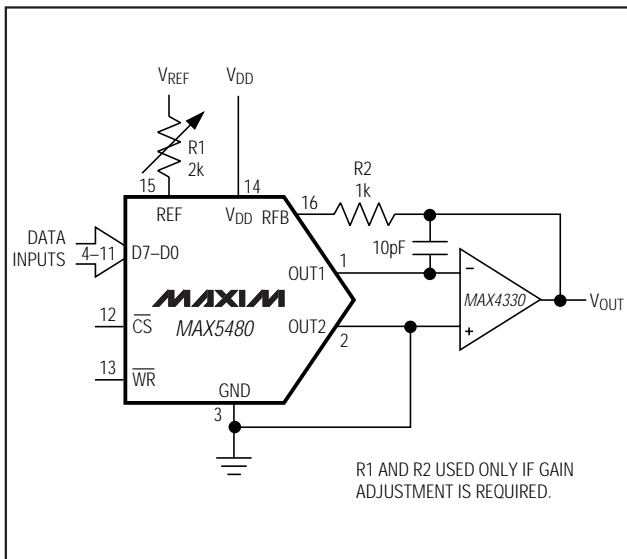 VREF
VDD
R1
2k
15
14
REF
VDD
RFB
16
R2
1k
10pF
DATA
INPUTS
4–11
D7–D0
OUT1
1
−
MAX4330
+
VOUT
MAXIM
MAX5480
12
CS
OUT2
2
13
WR
GND
3
R1 AND R2 USED ONLY IF GAIN
ADJUSTMENT IS REQUIRED.